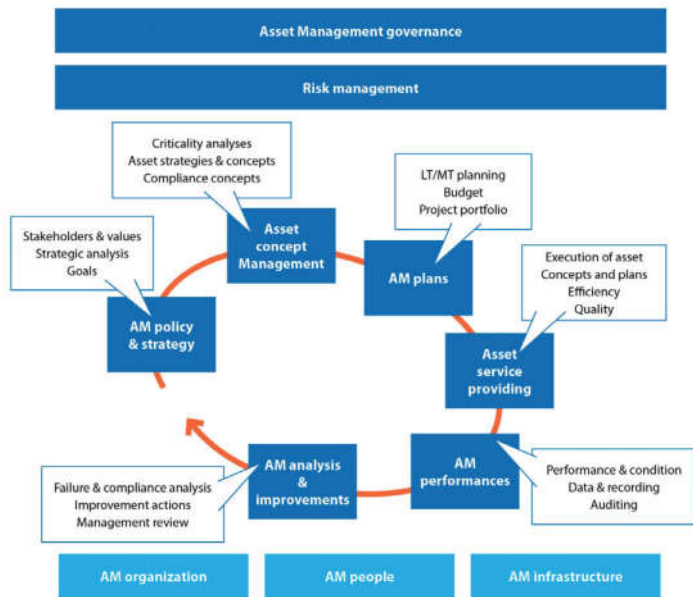 Asset Management governance
Risk management
Criticality analyses
Asset strategies & concepts
Compliance concepts
LT/MT planning
Budget
Project portfolio
Stakeholders & values
Strategic analysis
Goals
Asset
concept
Management
AM plans
Execution of asset
Concepts and plans
Efficiency
Quality
AM policy
& strategy
Asset
service
providing
AM analysis
&
improvements
AM
performances
Failure & compliance analysis
Improvement actions
Management review
Performance & condition
Data & recording
Auditing
AM organization
AM people
AM infrastructure